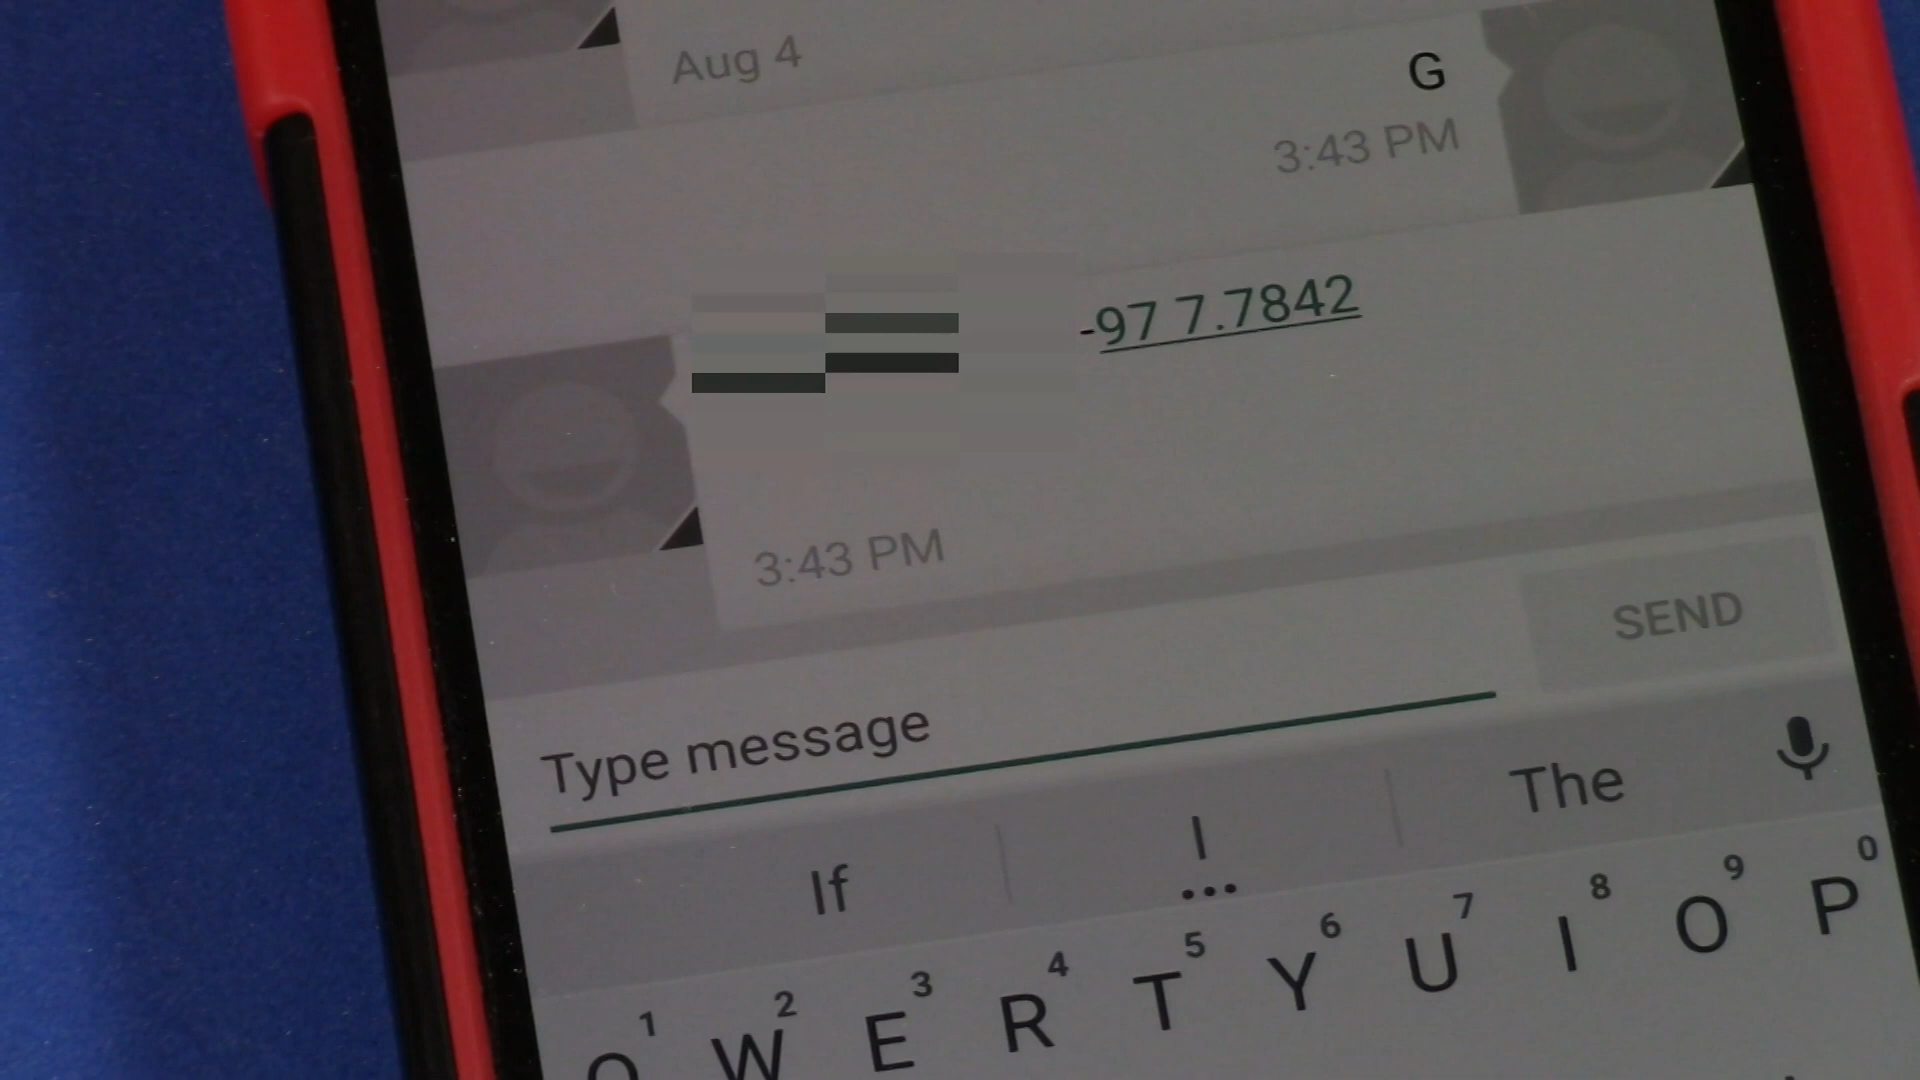 Aug 4
G
3:43 PM
-97 7.7842
3:43 PM
SEND
Type message
If
I
...
The
1 2 3 4 5 6 7 8 9 0
Q W E R T Y U I O P